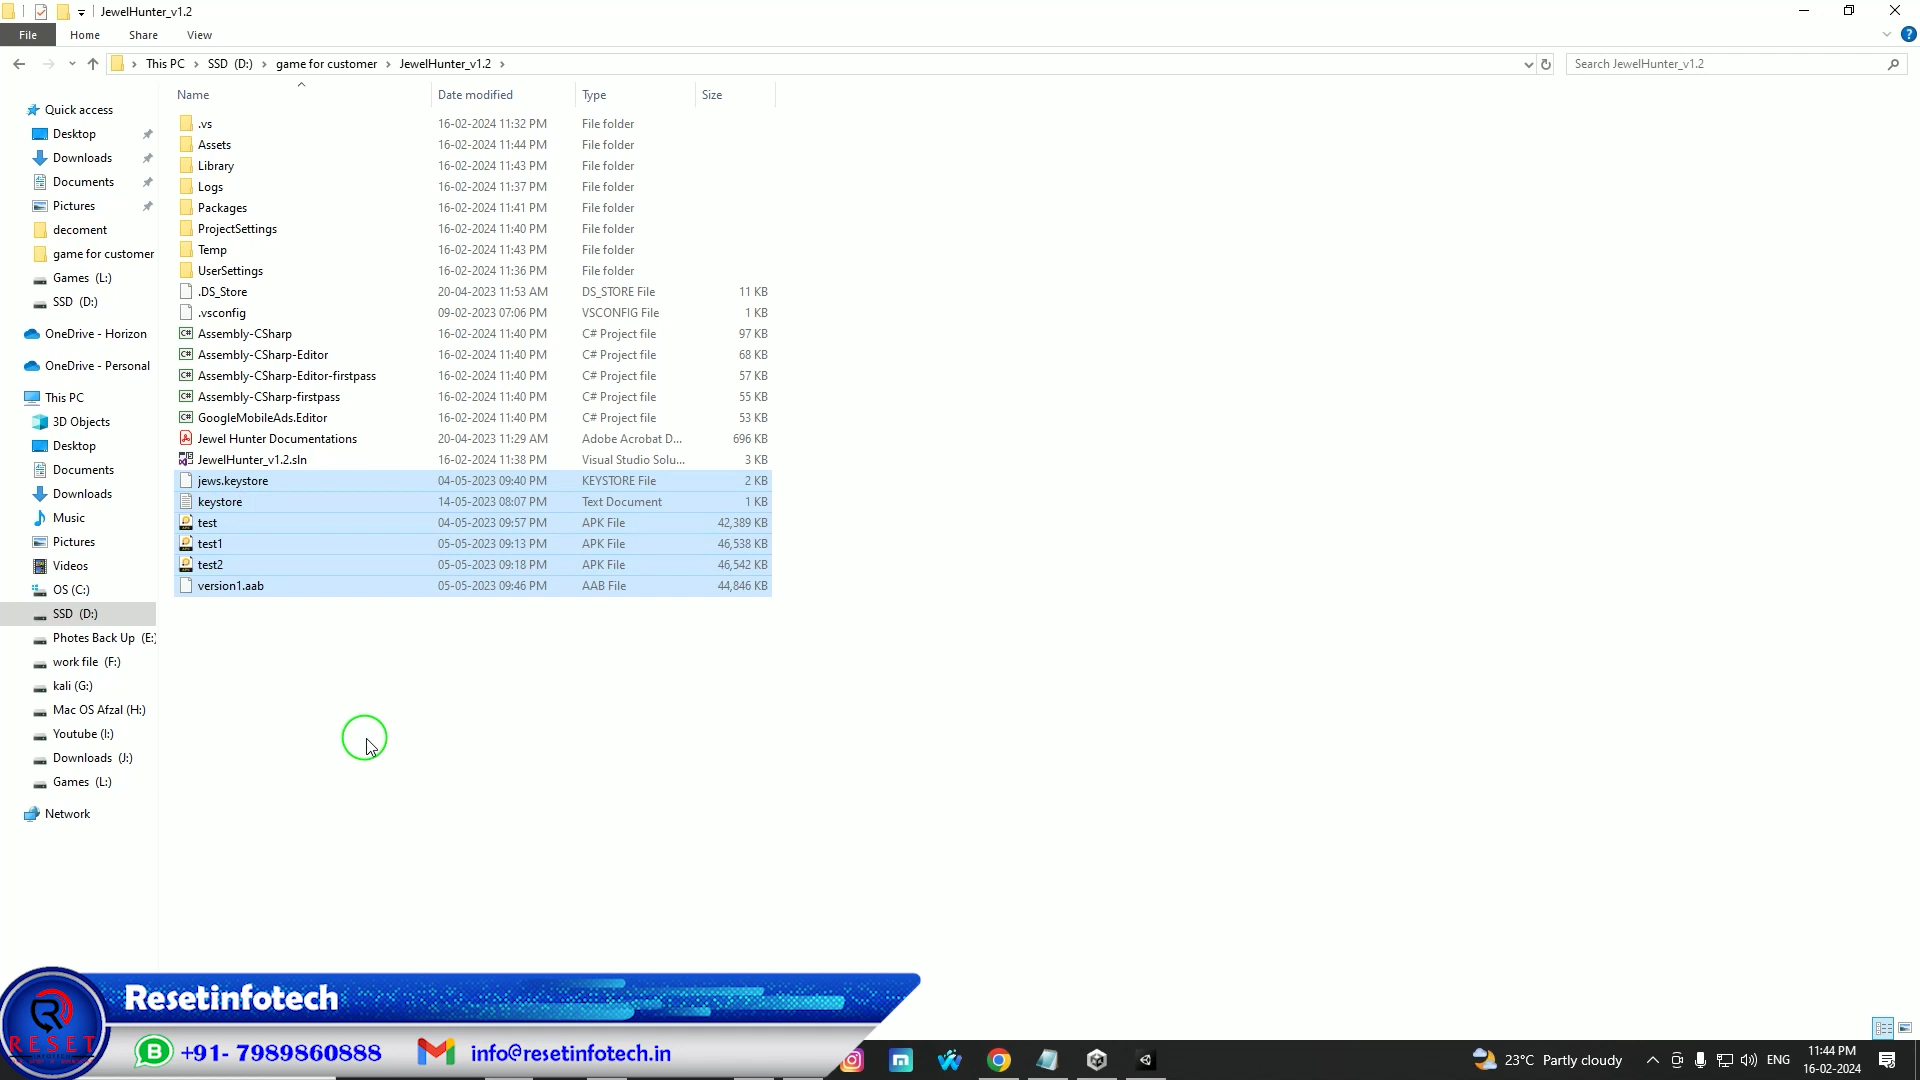 JewelHunter_v1.2
File Home Share View
This PC SSD (D:) game for customer JewelHunter_v1.2
Search JewelHunter_v1.2
Name Date modified Type Size
Quick access
Desktop
Downloads
Documents
Pictures
decoment
game for customer
Games (L:)
SSD (D:)
OneDrive - Horizon
OneDrive - Personal
This PC
3D Objects
Desktop
Documents
Downloads
Music
Pictures
Videos
OS (C:)
SSD (D:)
Photes Back Up (E:)
work file (F:)
kali (G:)
Mac OS Afzal (H:)
Youtube (I:)
Downloads (J:)
Games (L:)
Network
.vs 16-02-2024 11:32 PM File folder
Assets 16-02-2024 11:44 PM File folder
Library 16-02-2024 11:43 PM File folder
Logs 16-02-2024 11:37 PM File folder
Packages 16-02-2024 11:41 PM File folder
ProjectSettings 16-02-2024 11:40 PM File folder
Temp 16-02-2024 11:43 PM File folder
UserSettings 16-02-2024 11:36 PM File folder
.DS_Store 20-04-2023 11:53 AM DS_STORE File 11 KB
.vsconfig 09-02-2023 07:06 PM VSCONFIG File 1 KB
Assembly-CSharp 16-02-2024 11:40 PM C# Project file 97 KB
Assembly-CSharp-Editor 16-02-2024 11:40 PM C# Project file 68 KB
Assembly-CSharp-Editor-firstpass 16-02-2024 11:40 PM C# Project file 57 KB
Assembly-CSharp-firstpass 16-02-2024 11:40 PM C# Project file 55 KB
GoogleMobileAds.Editor 16-02-2024 11:40 PM C# Project file 53 KB
Jewel Hunter Documentations 20-04-2023 11:29 AM Adobe Acrobat D... 696 KB
JewelHunter_v1.2.sln 16-02-2024 11:38 PM Visual Studio Solu... 3 KB
jews.keystore 04-05-2023 09:40 PM KEYSTORE File 2 KB
keystore 14-05-2023 08:07 PM Text Document 1 KB
test 04-05-2023 09:57 PM APK File 42,389 KB
test1 05-05-2023 09:13 PM APK File 46,538 KB
test2 05-05-2023 09:18 PM APK File 46,542 KB
version1.aab 05-05-2023 09:46 PM AAB File 44,846 KB
Resetinfotech
RESET
+91- 7989860888 info@resetinfotech.in
23°C Partly cloudy ENG
11:44 PM
16-02-2024